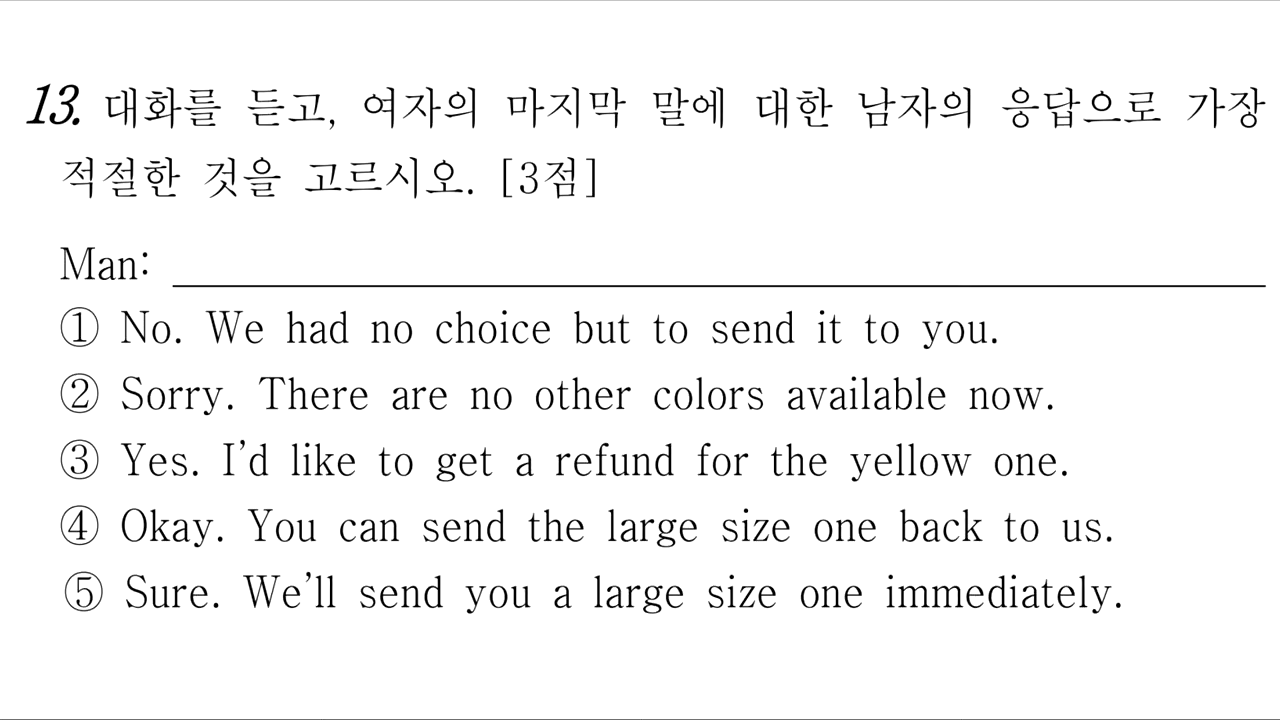 13. 대화를 듣고, 여자의 마지막 말에 대한 남자의 응답으로 가장
적절한 것을 고르시오. [3점]
Man:
① No. We had no choice but to send it to you.
② Sorry. There are no other colors available now.
③ Yes. I’d like to get a refund for the yellow one.
④ Okay. You can send the large size one back to us.
⑤ Sure. We’ll send you a large size one immediately.